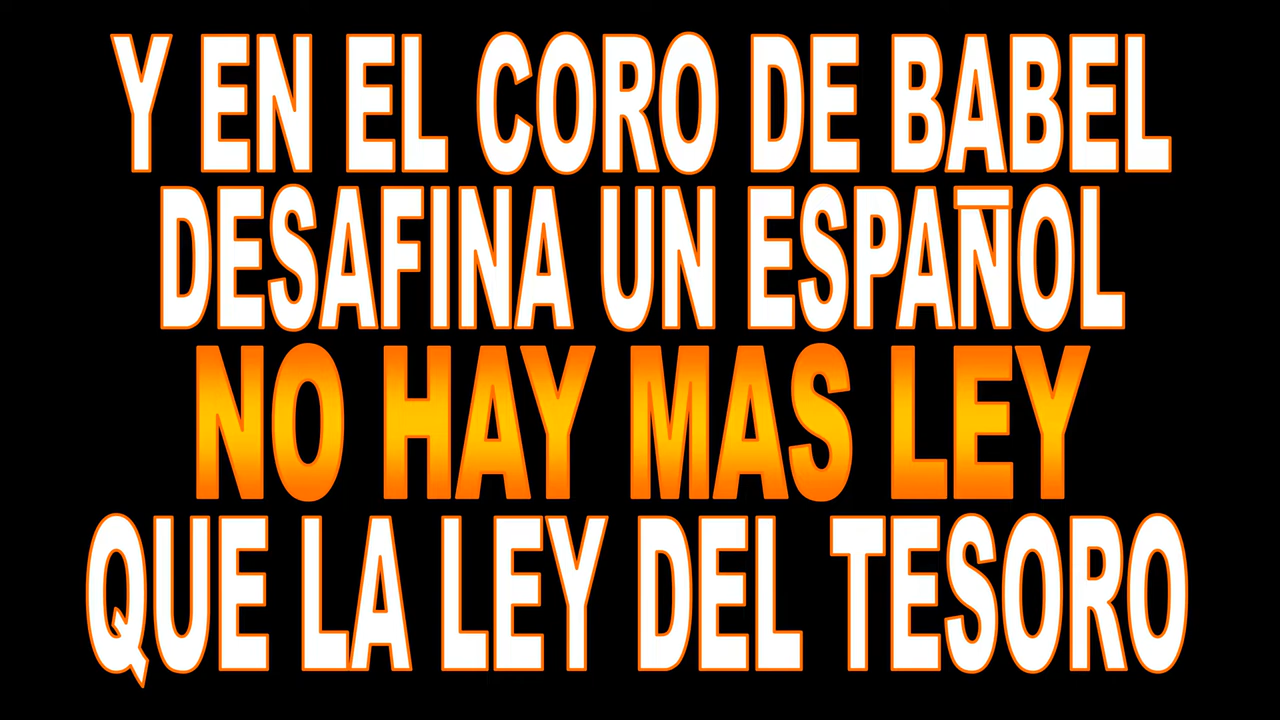 Y EN EL CORO DE BABEL
DESAFINA UN ESPAÑOL
NO HAY MAS LEY
QUE LA LEY DEL TESORO